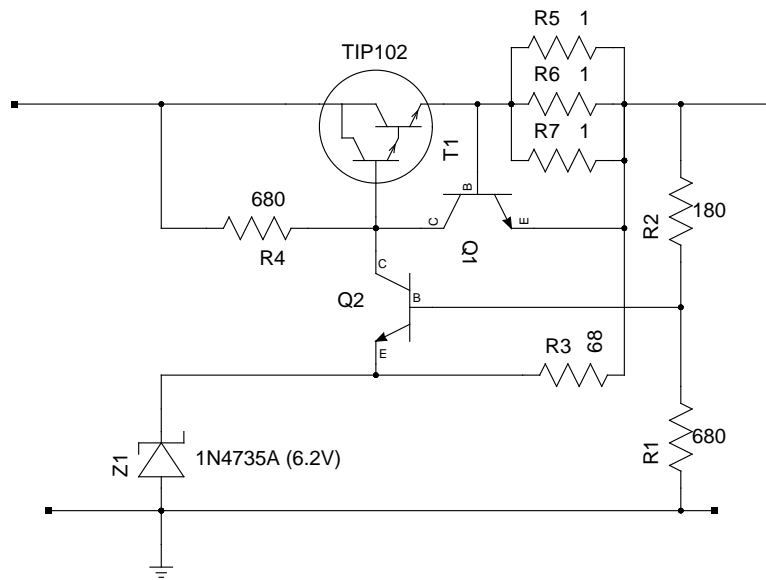 R5 1
TIP102
R6 1
R7 1
T1
B
680
C
E
R2
180
R4
Q1
C
Q2
B
E
R3
68
Z1
1N4735A (6.2V)
R1
680